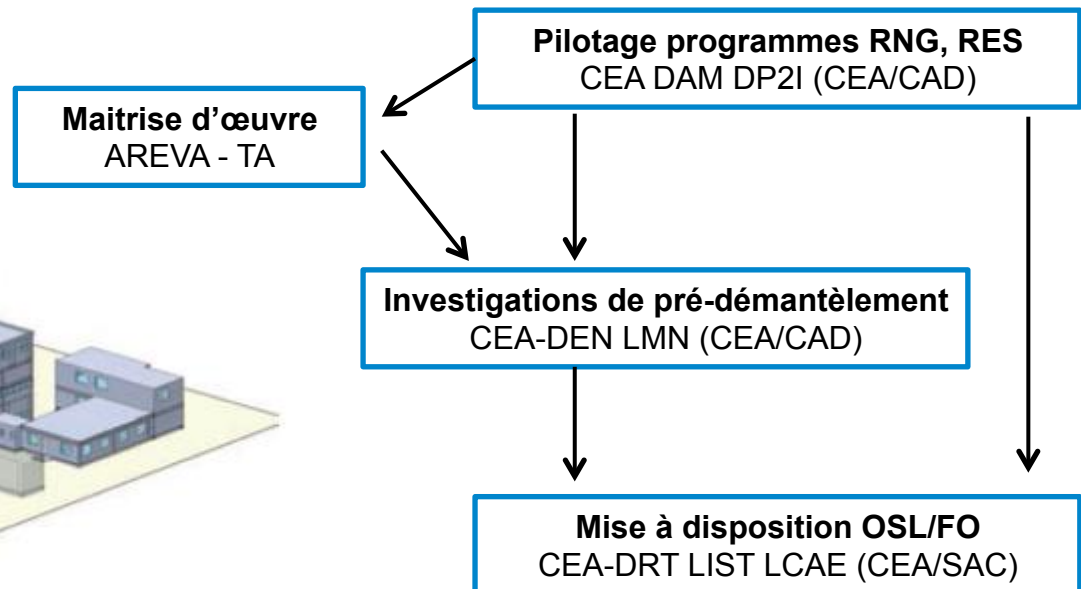 Pilotage programmes RNG, RES
CEA DAM DP2I (CEA/CAD)
Maitrise d’œuvre
AREVA - TA
Investigations de pré-démantèlement
CEA-DEN LMN (CEA/CAD)
Mise à disposition OSL/FO
CEA-DRT LIST LCAE (CEA/SAC)